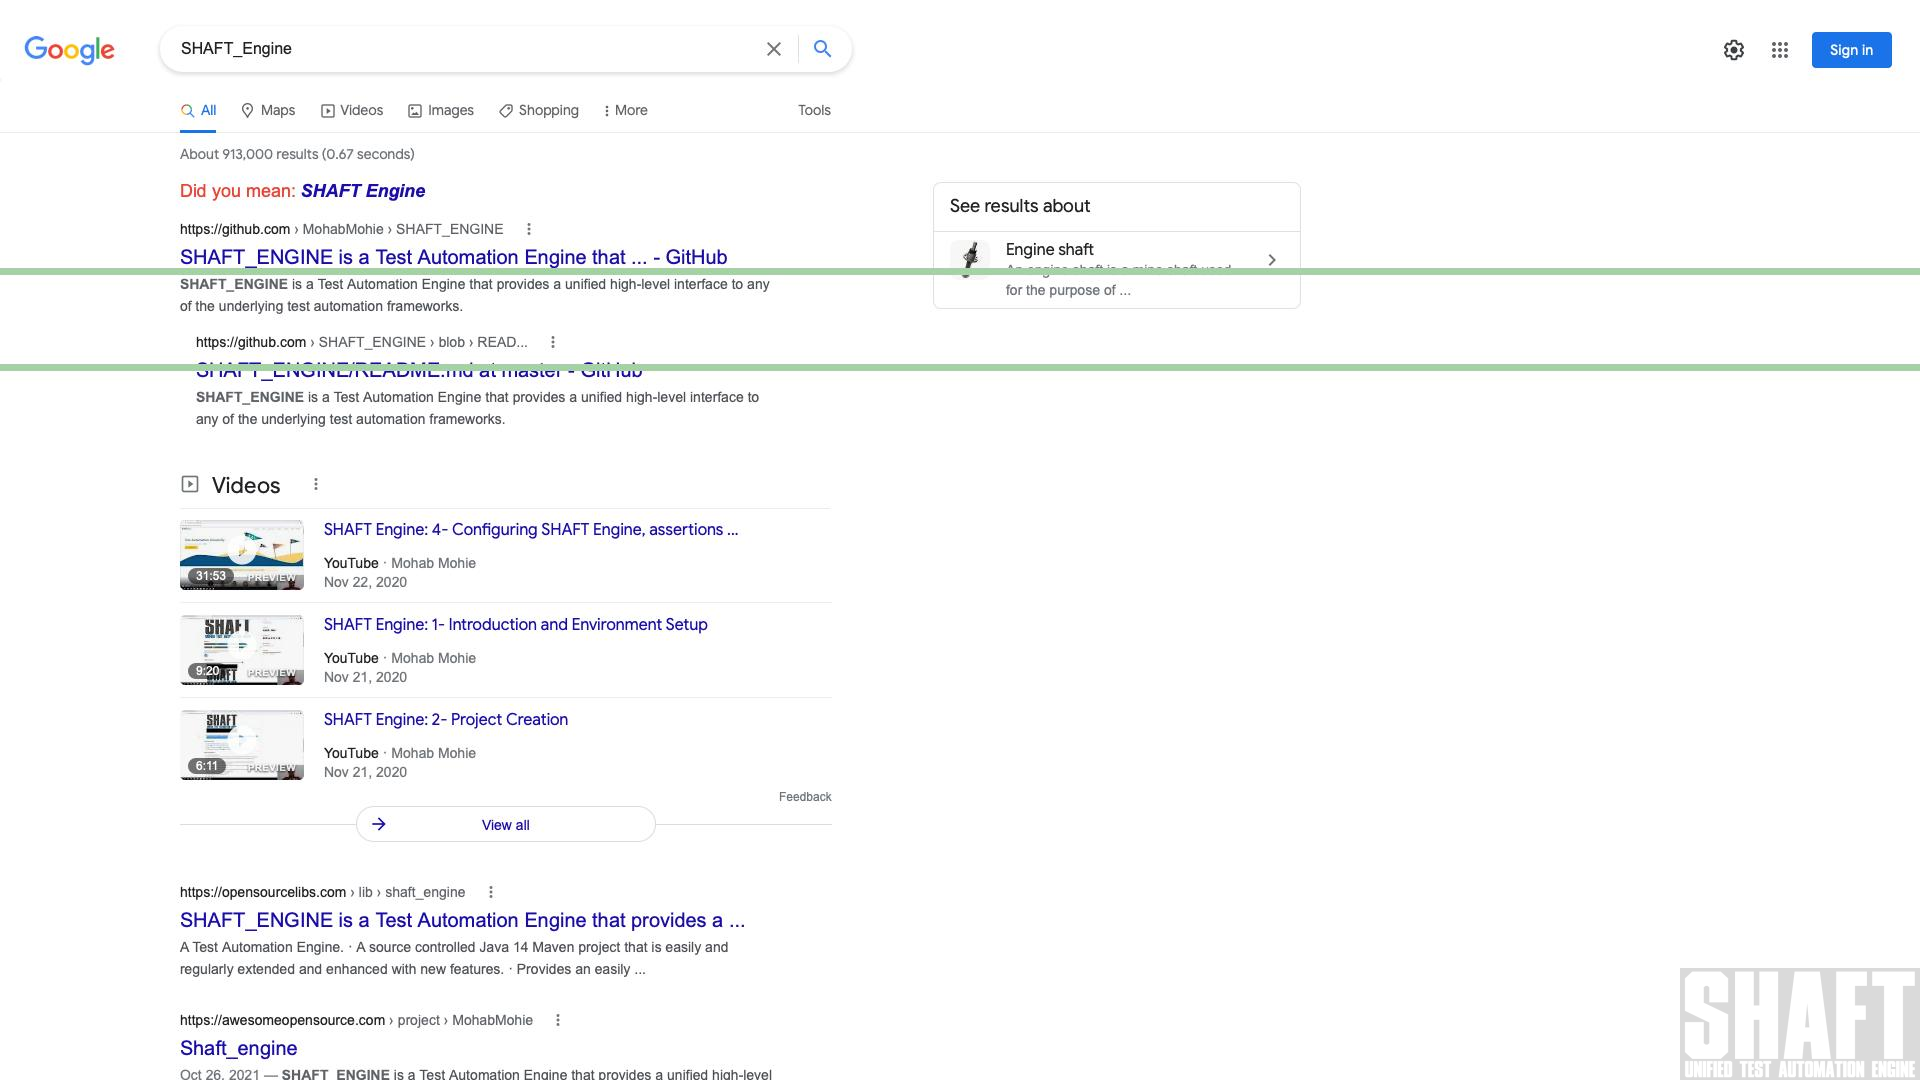 Google
SHAFT_Engine
Sign in
All
Maps
Videos
Images
Shopping
More
Tools
About 913,000 results (0.67 seconds)
Did you mean: SHAFT Engine
https://github.com › MohabMohie › SHAFT_ENGINE
SHAFT_ENGINE is a Test Automation Engine that ... - GitHub
SHAFT_ENGINE is a Test Automation Engine that provides a unified high-level interface to any
of the underlying test automation frameworks.
https://github.com › SHAFT_ENGINE › blob › READ...
SHAFT_ENGINE/README.md at master - GitHub
SHAFT_ENGINE is a Test Automation Engine that provides a unified high-level interface to
any of the underlying test automation frameworks.
See results about
Engine shaft
An engine shaft is a mine shaft used
for the purpose of ...
Videos
SHAFT Engine: 4- Configuring SHAFT Engine, assertions ...
31:53
PREVIEW
YouTube · Mohab Mohie
Nov 22, 2020
SHAFT Engine: 1- Introduction and Environment Setup
SHAFT
9:20
PREVIEW
SHAFT
YouTube · Mohab Mohie
Nov 21, 2020
SHAFT Engine: 2- Project Creation
SHAFT
6:11
PREVIEW
YouTube · Mohab Mohie
Nov 21, 2020
Feedback
View all
https://opensourcelibs.com › lib › shaft_engine
SHAFT_ENGINE is a Test Automation Engine that provides a ...
A Test Automation Engine. · A source controlled Java 14 Maven project that is easily and
regularly extended and enhanced with new features. · Provides an easily ...
https://awesomeopensource.com › project › MohabMohie
Shaft_engine
Oct 26, 2021 — SHAFT_ENGINE is a Test Automation Engine that provides a unified high-level
SHAFT
UNIFIED TEST AUTOMATION ENGINE